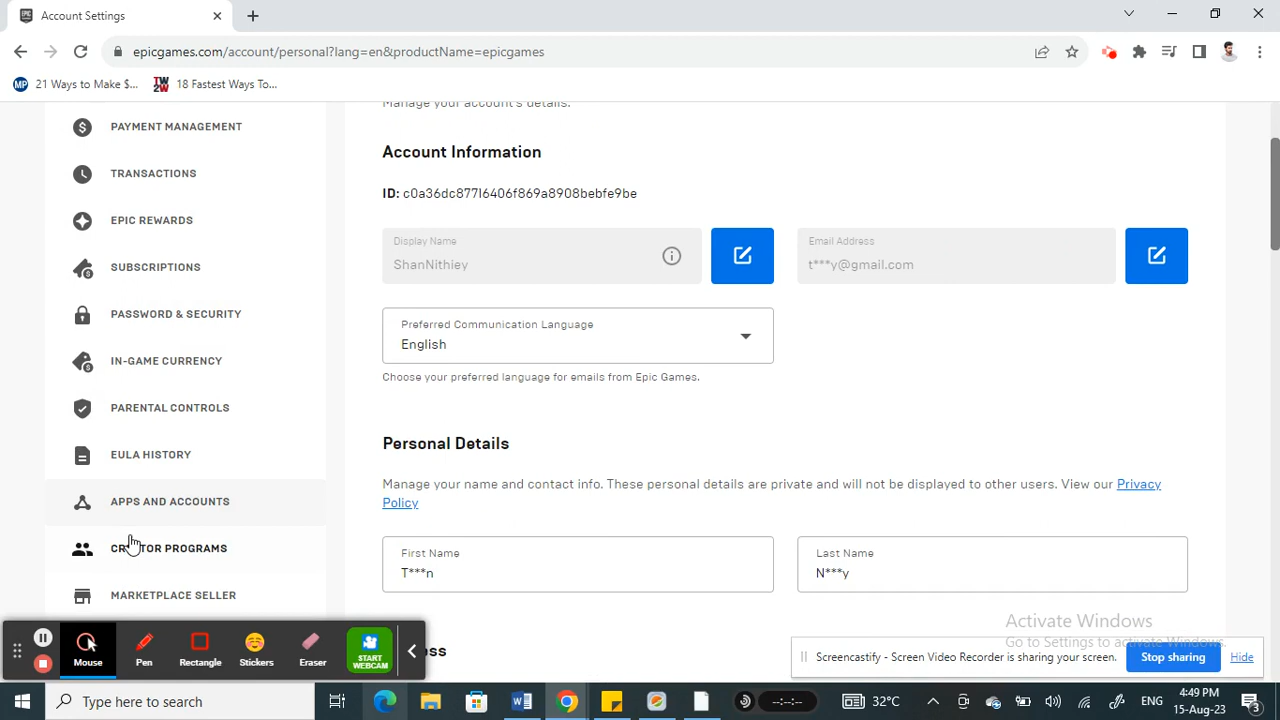 Account Settings
epicgames.com/account/personal?lang=en&productName=epicgames
21 Ways to Make $...
18 Fastest Ways To...
PAYMENT MANAGEMENT
TRANSACTIONS
EPIC REWARDS
SUBSCRIPTIONS
PASSWORD & SECURITY
IN-GAME CURRENCY
PARENTAL CONTROLS
EULA HISTORY
APPS AND ACCOUNTS
CREATOR PROGRAMS
MARKETPLACE SELLER
Manage your account's details.
Account Information
ID: c0a36dc87716406f869a8908bebfe9be
Display Name
ShanNithiey
Email Address
t***y@gmail.com
Preferred Communication Language
English
Choose your preferred language for emails from Epic Games.
Personal Details
Manage your name and contact info. These personal details are private and will not be displayed to other users. View our Privacy
Policy
First Name
T***n
Last Name
N***y
Activate Windows
Go to Settings to activate Windows.
Mouse
Pen
Rectangle
Stickers
Eraser
START
WEBCAM
Screencastify - Screen Video Recorder is sharing your screen.
Stop sharing
Hide
Type here to search
--:--:--
32°C
ENG
4:49 PM
15-Aug-23
3